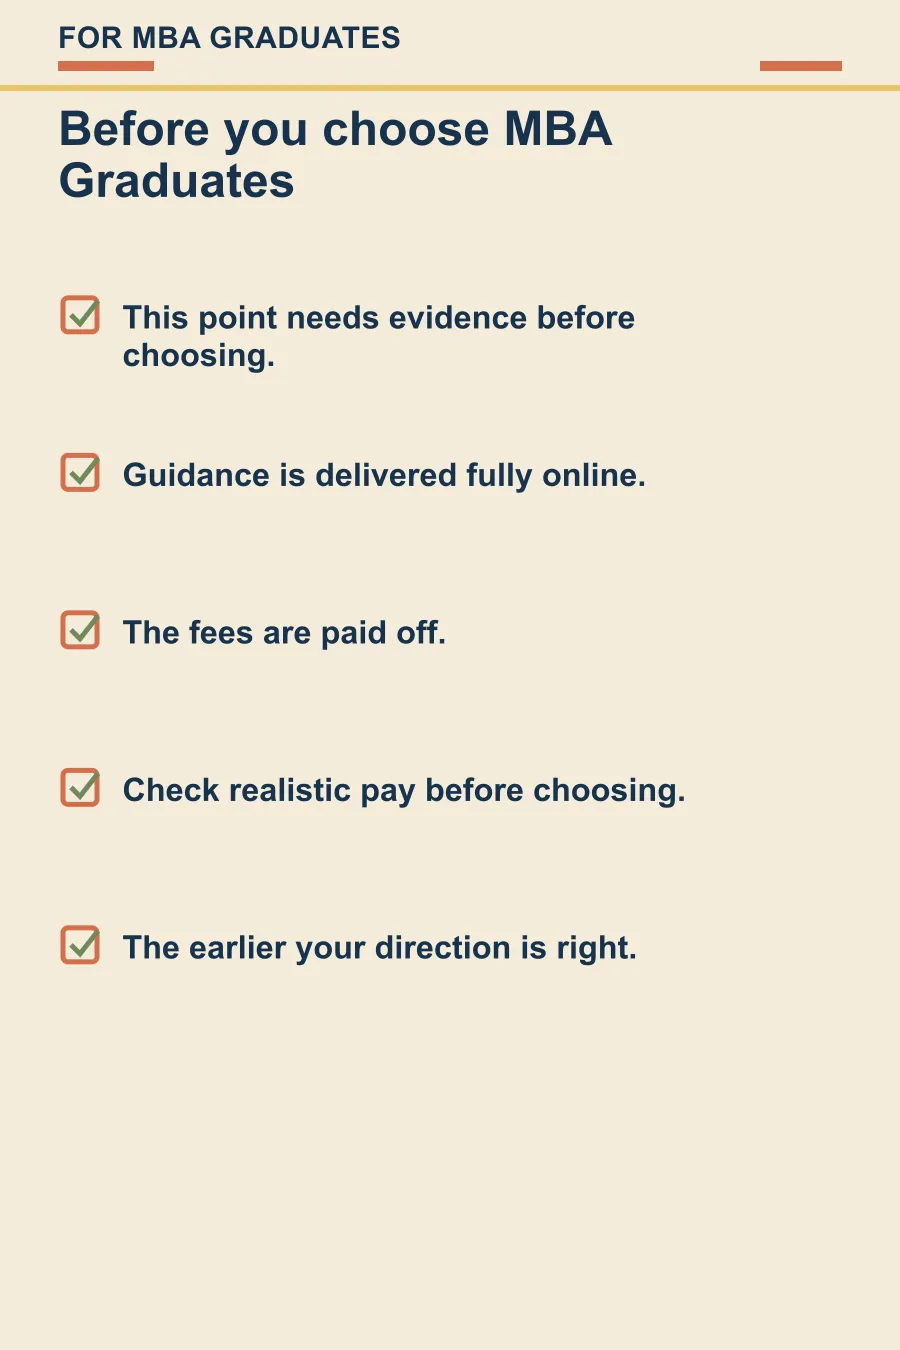 FOR MBA GRADUATES
Before you choose MBA
Graduates
This point needs evidence before
choosing.
Guidance is delivered fully online.
The fees are paid off.
Check realistic pay before choosing.
The earlier your direction is right.